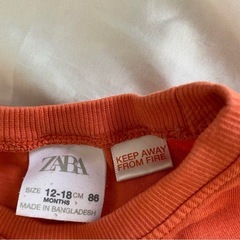 ZARA
SIZE 12-18 CM 86
MONTHS
MADE IN BANGLADESH
KEEP AWAY
FROM FIRE